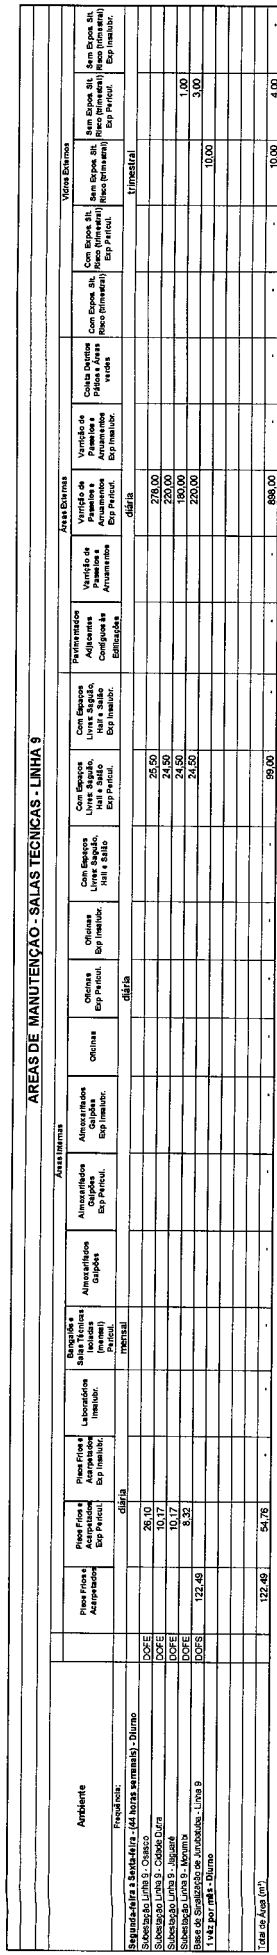 ÁREAS DE MANUTENÇÃO - SALAS TÉCNICAS - LINHA 9
Ambiente
Áreas Internas
Áreas Externas
Vidros Externos
Pisos Frios e Acarpetados
Pisos Frios e Acarpetados Exp Pericul.
Pisos Frios e Acarpetados Exp Insalubr.
Laboratórios Insalubr.
Bangalôs e Salas Técnicas Isoladas (mensal) Pericul.
Almoxarifados Galpões
Almoxarifados Galpões Exp Pericul.
Almoxarifados Galpões Exp Insalubr.
Oficinas
Oficinas Exp Pericul.
Oficinas Exp Insalubr.
Com Espaços Livres: Saguão, Hall e Salão
Com Espaços Livres: Saguão, Hall e Salão Exp Pericul.
Com Espaços Livres: Saguão, Hall e Salão Exp Insalubr.
Pavimentados Adjacentes Contíguos às Edificações
Varrição de Passeios e Arruamentos
Varrição de Passeios e Arruamentos Exp Pericul.
Varrição de Passeios e Arruamentos Exp Insalubr.
Coleta Detritos Pátios e Áreas verdes
Com Expos. Sit. Risco (trimestral)
Com Expos. Sit. Risco (trimestral) Exp Pericul.
Sem Expos. Sit. Risco (trimestral)
Sem Expos. Sit. Risco (trimestral) Exp Pericul.
Sem Expos. Sit. Risco (trimestral) Exp Insalubr.
Frequência: diária mensal diária diária trimestral
Segunda-feira a Sexta-feira - (44 horas semanais) - Diurno
Subestação Linha 9 - Osasco DOFE 26,10 25,50 278,00
Subestação Linha 9 - Cidade Dutra DOFE 10,17 24,50 220,00
Subestação Linha 9 - Jaguaré DOFE 10,17 24,50 180,00 1,00
Subestação Linha 9 - Morumbi DOFE 8,32 24,50 220,00 3,00
Base de Sinalização de Jurubatuba - Linha 9 DOFS 122,49 10,00
1 vêz por mês - Diurno
Total de Área (m²) 122,49 54,76 - - - - - - - - - - 99,00 - - - 898,00 - - - - 10,00 4,00 -